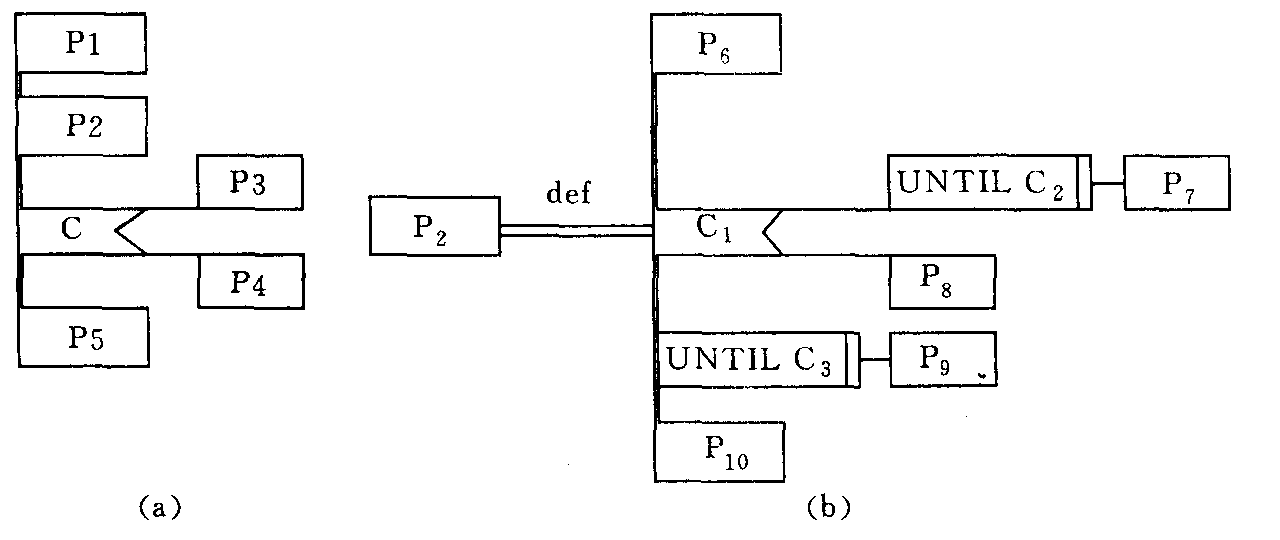 P1
P2
P3
C
P4
P5
(a)
P₂
def
P₆
UNTIL C₂
P₇
C₁
P₈
UNTIL C₃
P₉
P₁₀
(b)